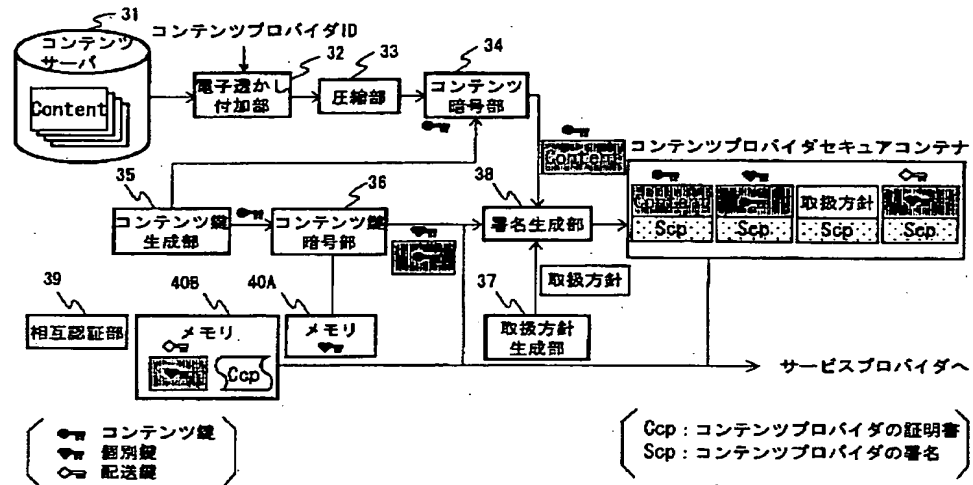 31
コンテンツ
サーバ
Content
コンテンツプロバイダID
32
電子透かし
付加部
33
圧縮部
34
コンテンツ
暗号部
Content
コンテンツプロバイダセキュアコンテナ
Content
取扱方針
Scp
Scp
Scp
Scp
35
コンテンツ鍵
生成部
36
コンテンツ鍵
暗号部
38
署名生成部
取扱方針
37
取扱方針
生成部
39
相互認証部
40B
メモリ
Ccp
40A
メモリ
サービスプロバイダへ
コンテンツ鍵
個別鍵
配送鍵
Ccp：コンテンツプロバイダの証明書
Scp：コンテンツプロバイダの署名